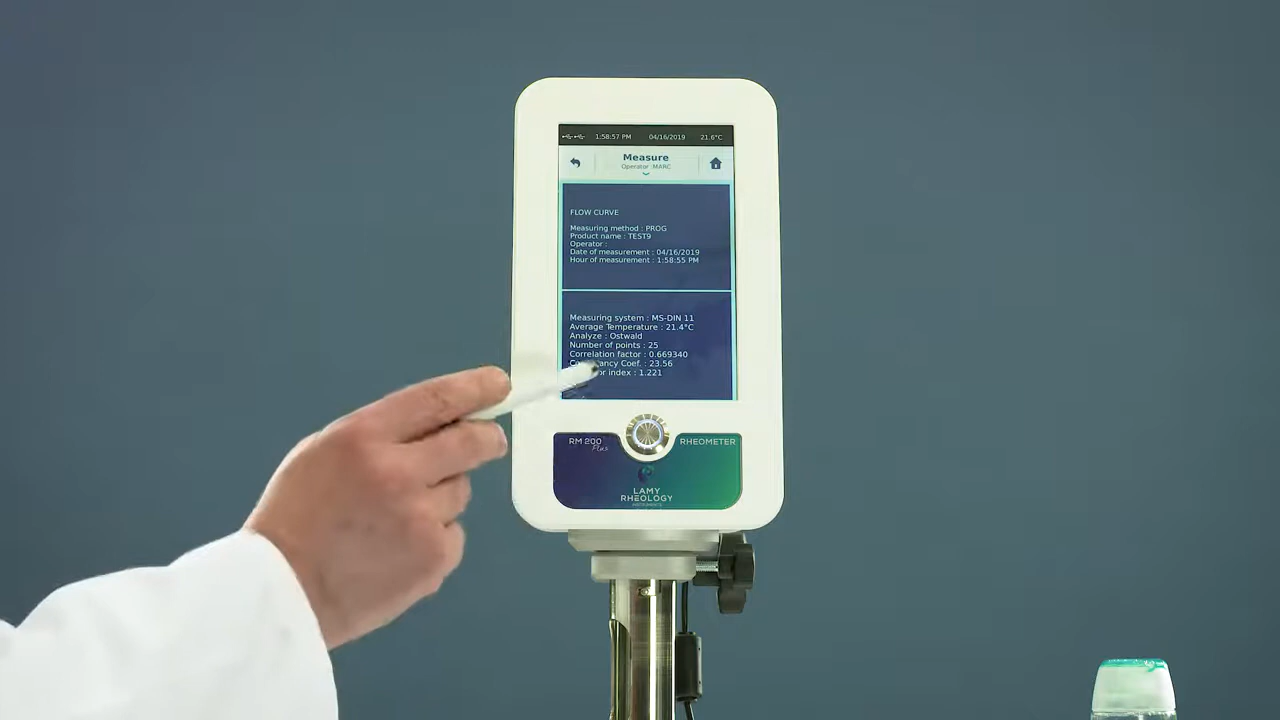 1:58:57 PM 04/16/2019 21.6°C
Measure
Operator :MARC
FLOW CURVE
Measuring method : PROG
Product name : TEST9
Operator :
Date of measurement : 04/16/2019
Hour of measurement : 1:58:55 PM
Measuring system : MS-DIN 11
Average Temperature : 21.4°C
Analyze : Ostwald
Number of points : 25
Correlation factor : 0.669340
Coef. : 23.56
index : 1.221
RM 200 RHEOMETER
Plus
LAMY
RHEOLOGY
INSTRUMENTS